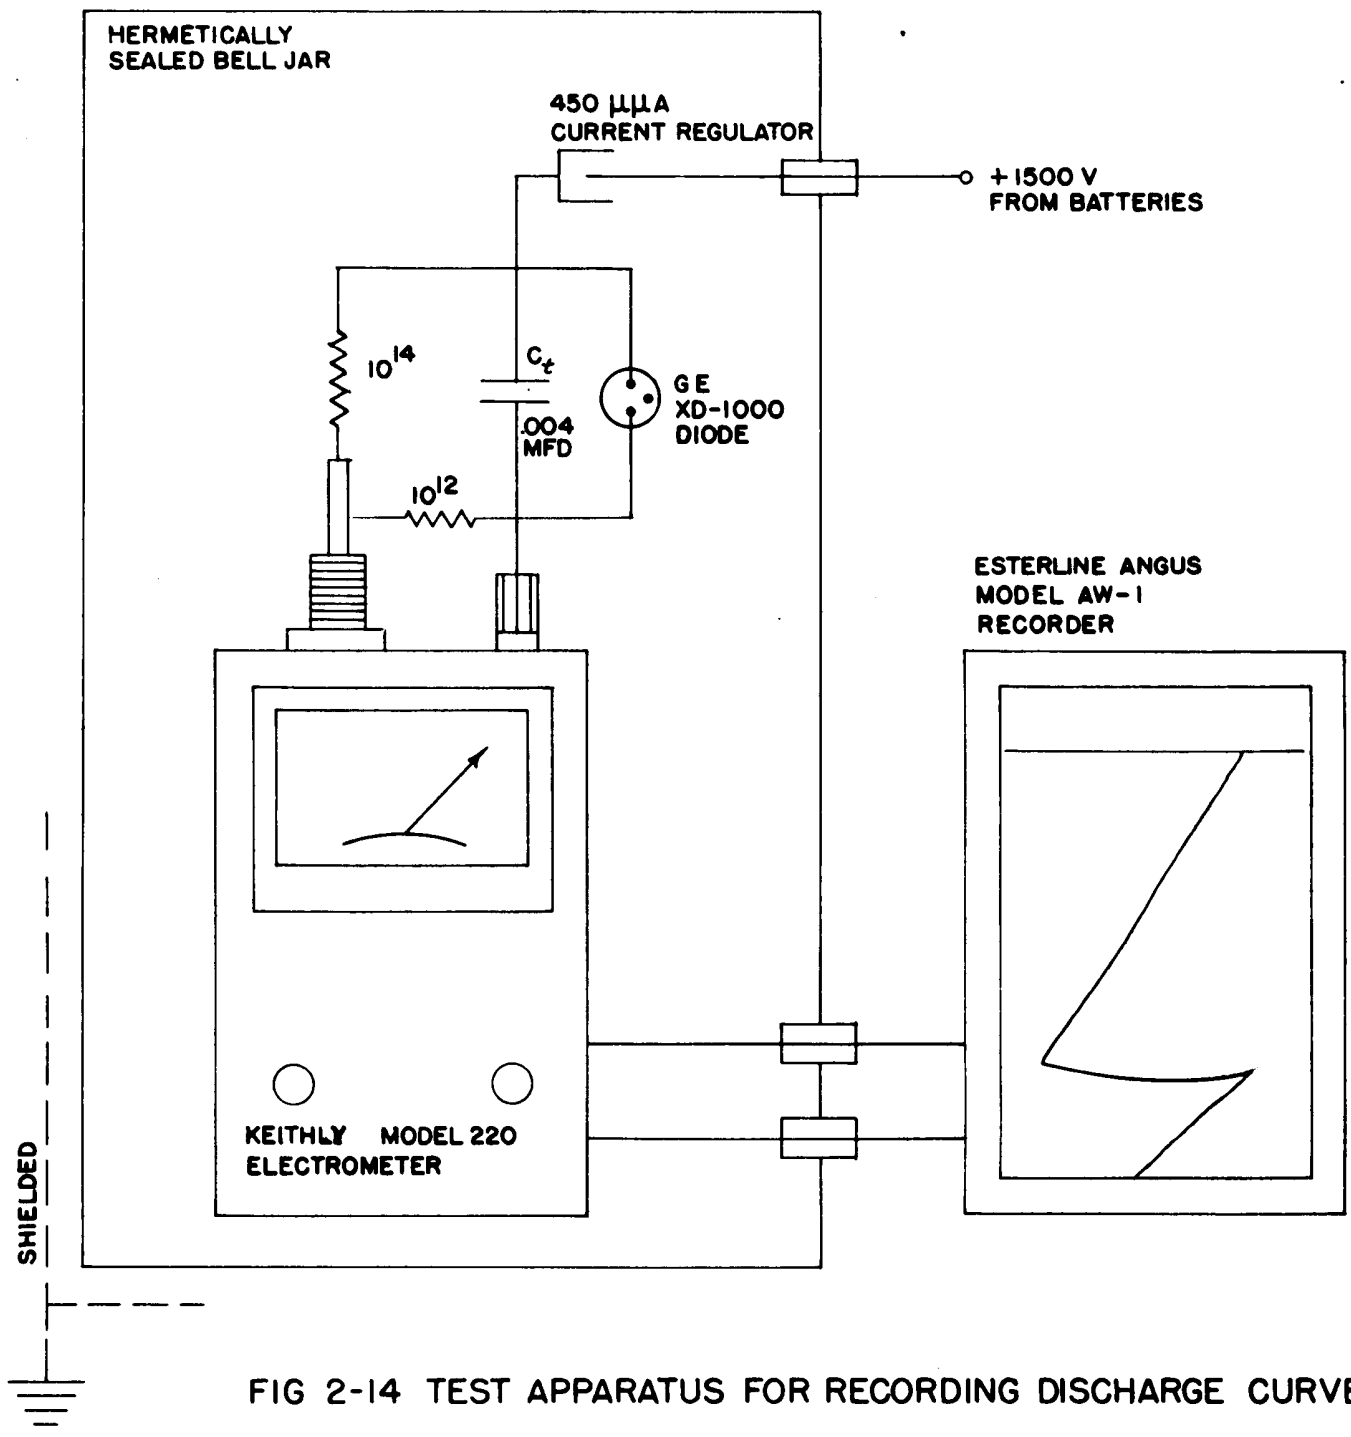 HERMETICALLY
SEALED BELL JAR
450 µµA
CURRENT REGULATOR
+1500 V
FROM BATTERIES
10^14
C_t
.004
MFD
GE
XD-1000
DIODE
10^12
ESTERLINE ANGUS
MODEL AW-1
RECORDER
KEITHLY MODEL 220
ELECTROMETER
SHIELDED
FIG 2-14 TEST APPARATUS FOR RECORDING DISCHARGE CURVE